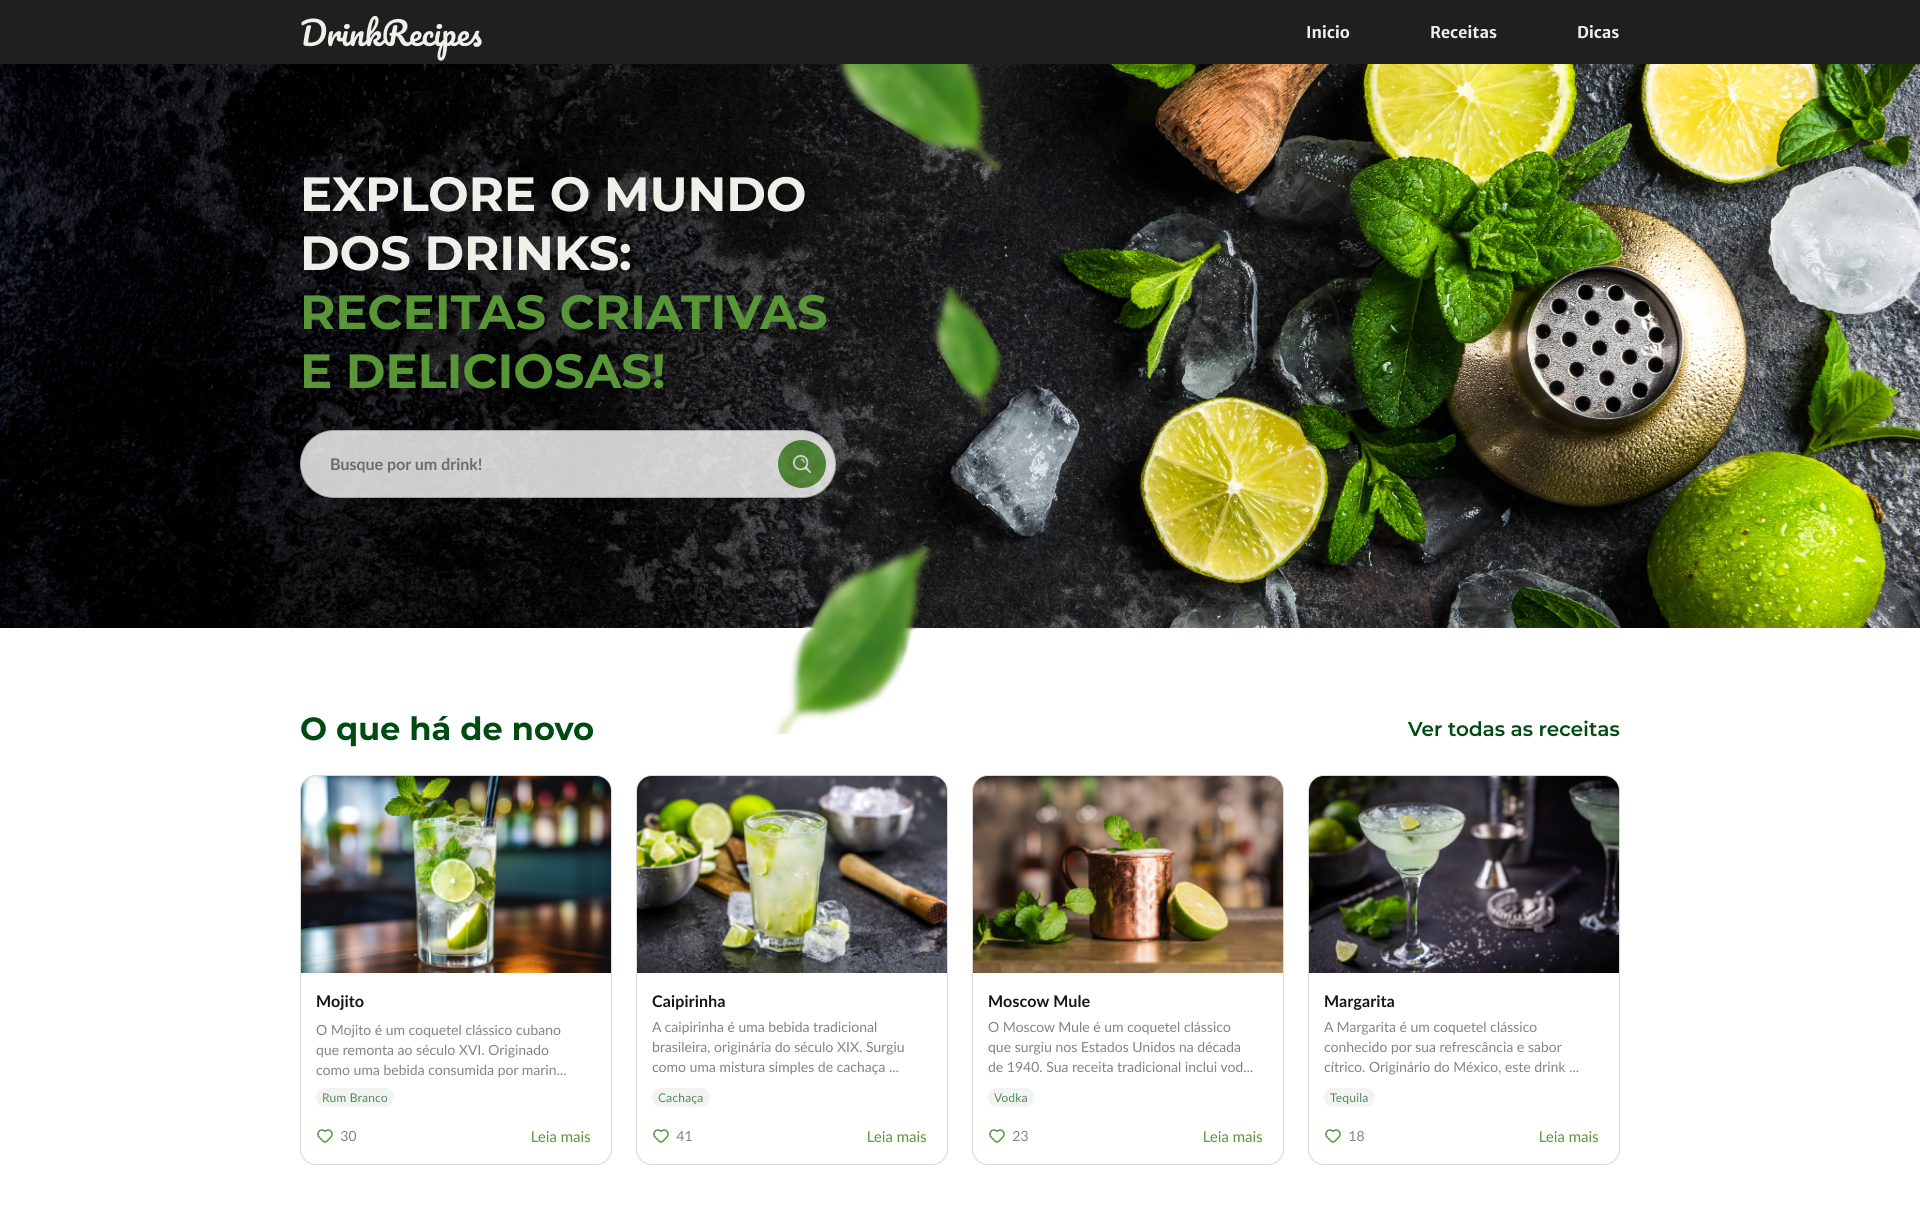 DrinkRecipes
Inicio
Receitas
Dicas
EXPLORE O MUNDO
DOS DRINKS:
RECEITAS CRIATIVAS
E DELICIOSAS!
Busque por um drink!
O que há de novo
Ver todas as receitas
Mojito
O Mojito é um coquetel clássico cubano
que remonta ao século XVI. Originado
como uma bebida consumida por marin...
Rum Branco
30
Leia mais
Caipirinha
A caipirinha é uma bebida tradicional
brasileira, originária do século XIX. Surgiu
como uma mistura simples de cachaça ...
Cachaça
41
Leia mais
Moscow Mule
O Moscow Mule é um coquetel clássico
que surgiu nos Estados Unidos na década
de 1940. Sua receita tradicional inclui vod...
Vodka
23
Leia mais
Margarita
A Margarita é um coquetel clássico
conhecido por sua refrescância e sabor
cítrico. Originário do México, este drink ...
Tequila
18
Leia mais